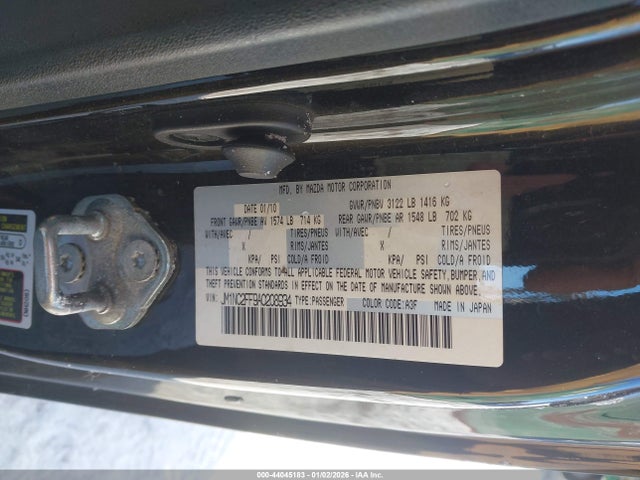 MFD. BY MAZDA MOTOR CORPORATION
DATE 01/10 GVWR/PNBV 3122 LB 1416 KG
FRONT GAWR/PNBE AV 1574 LB 714 KG REAR GAWR/PNBE AR 1548 LB 702 KG
WITH/AVEC / TIRES/PNEUS WITH/AVEC / TIRES/PNEUS
X RIMS/JANTES X RIMS/JANTES
KPA/ PSI COLD/A FROID KPA/ PSI COLD/A FROID
THIS VEHICLE CONFORMS TO ALL APPLICABLE FEDERAL MOTOR VEHICLE SAFETY, BUMPER, AND
THEFT PREVENTION STANDARDS IN EFFECT ON THE DATE OF MANUFACTURE SHOWN ABOVE.
VIN: JM1NC2FF9A0208934 TYPE:PASSENGER COLOR CODE: A3F MADE IN JAPAN
000-44045163 - 01/02/2026 - IAAI.COM